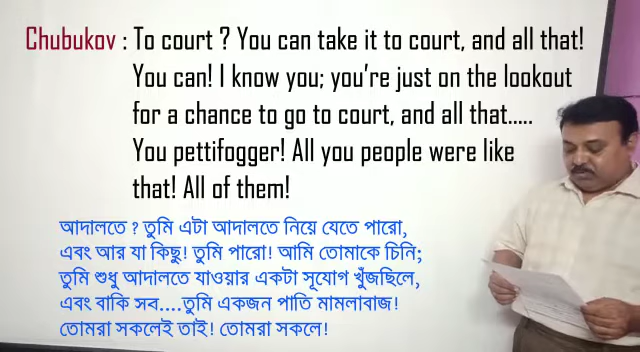 Chubukov : To court ? You can take it to court, and all that!
You can! I know you; you're just on the lookout
for a chance to go to court, and all that.....
You pettifogger! All you people were like
that! All of them!
আদালতে ? তুমি এটা আদালতে নিয়ে যেতে পারো,
এবং আর যা কিছু! তুমি পারো! আমি তোমাকে চিনি;
তুমি শুধু আদালতে যাওয়ার একটা সূযোগ খুঁজছিলে,
এবং বাকি সব....তুমি একজন পাতি মামলাবাজ!
তোমরা সকলেই তাই! তোমরা সকলে!